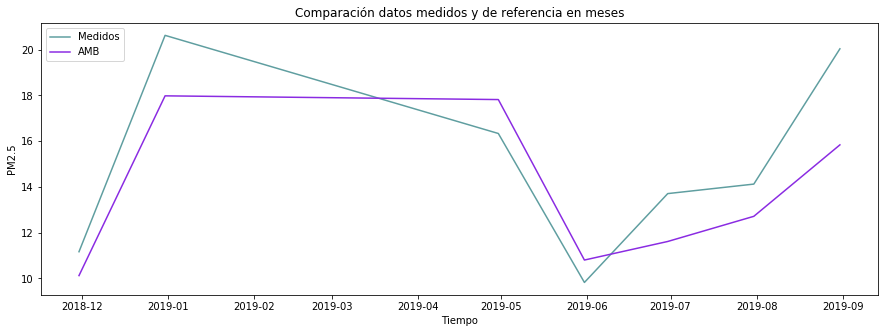 Comparación datos medidos y de referencia en meses
Medidos
AMB
20
18
16
14
12
10
PM2.5
2018-12 2019-01 2019-02 2019-03 2019-04 2019-05 2019-06 2019-07 2019-08 2019-09
Tiempo